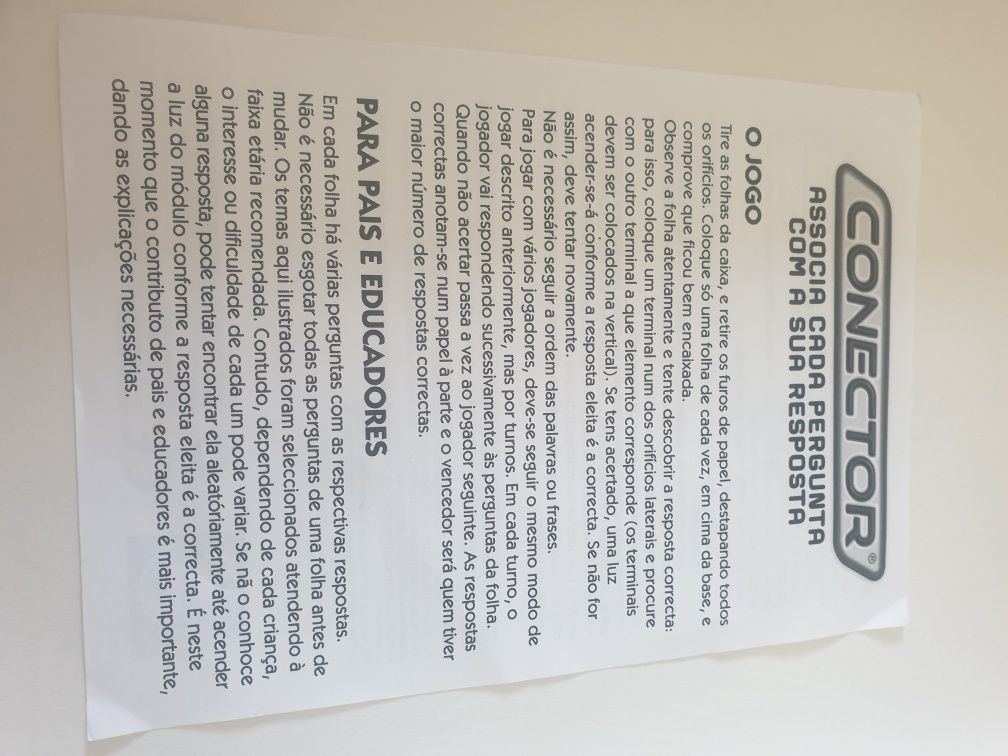 CONECTOR®
ASSOCIA CADA PERGUNTA
COM A SUA RESPOSTA
O JOGO
Tire as folhas da caixa, e retire os furos de papel, destapando todos
os orifícios. Coloque só uma folha de cada vez, em cima da base, e
comprove que ficou bem encaixada.
Observe a folha atentamente e tente descobrir a resposta correcta:
para isso, coloque um terminal num dos orifícios laterais e procure
com o outro terminal a que elemento corresponde (os terminais
devem ser colocados na vertical). se tens acertado, uma luz
acender-se-á conforme a resposta eleita é a correcta. Se não for
assim, deve tentar novamente.
Não é necessário seguir a ordem das palavras ou frases.
Para jogar com vários jogadores, deve-se seguir o mesmo modo de
jogar descrito anteriormente, mas por turnos. Em cada turno, o
jogador vai respondendo sucessivamente às perguntas da folha.
Quando não acertar passa a vez ao jogador seguinte. As respostas
correctas anotam-se num papel à parte e o vencedor será quem tiver
o maior número de respostas correctas.
PARA PAIS E EDUCADORES
Em cada folha há várias perguntas com as respectivas respostas.
Não é necessário esgotar todas as perguntas de uma folha antes de
mudar. Os temas aqui ilustrados foram seleccionados atendendo à
faixa etária recomendada. Contudo, dependendo de cada criança,
o interesse ou dificuldade de cada um pode variar. Se nã o conhoce
alguna resposta, pode tentar encontrar ela aleatóriamente até acender
a luz do módulo conforme a resposta eleita é a correcta. É neste
momento que o contributo de pais e educadores é mais importante,
dando as explicações necessárias.